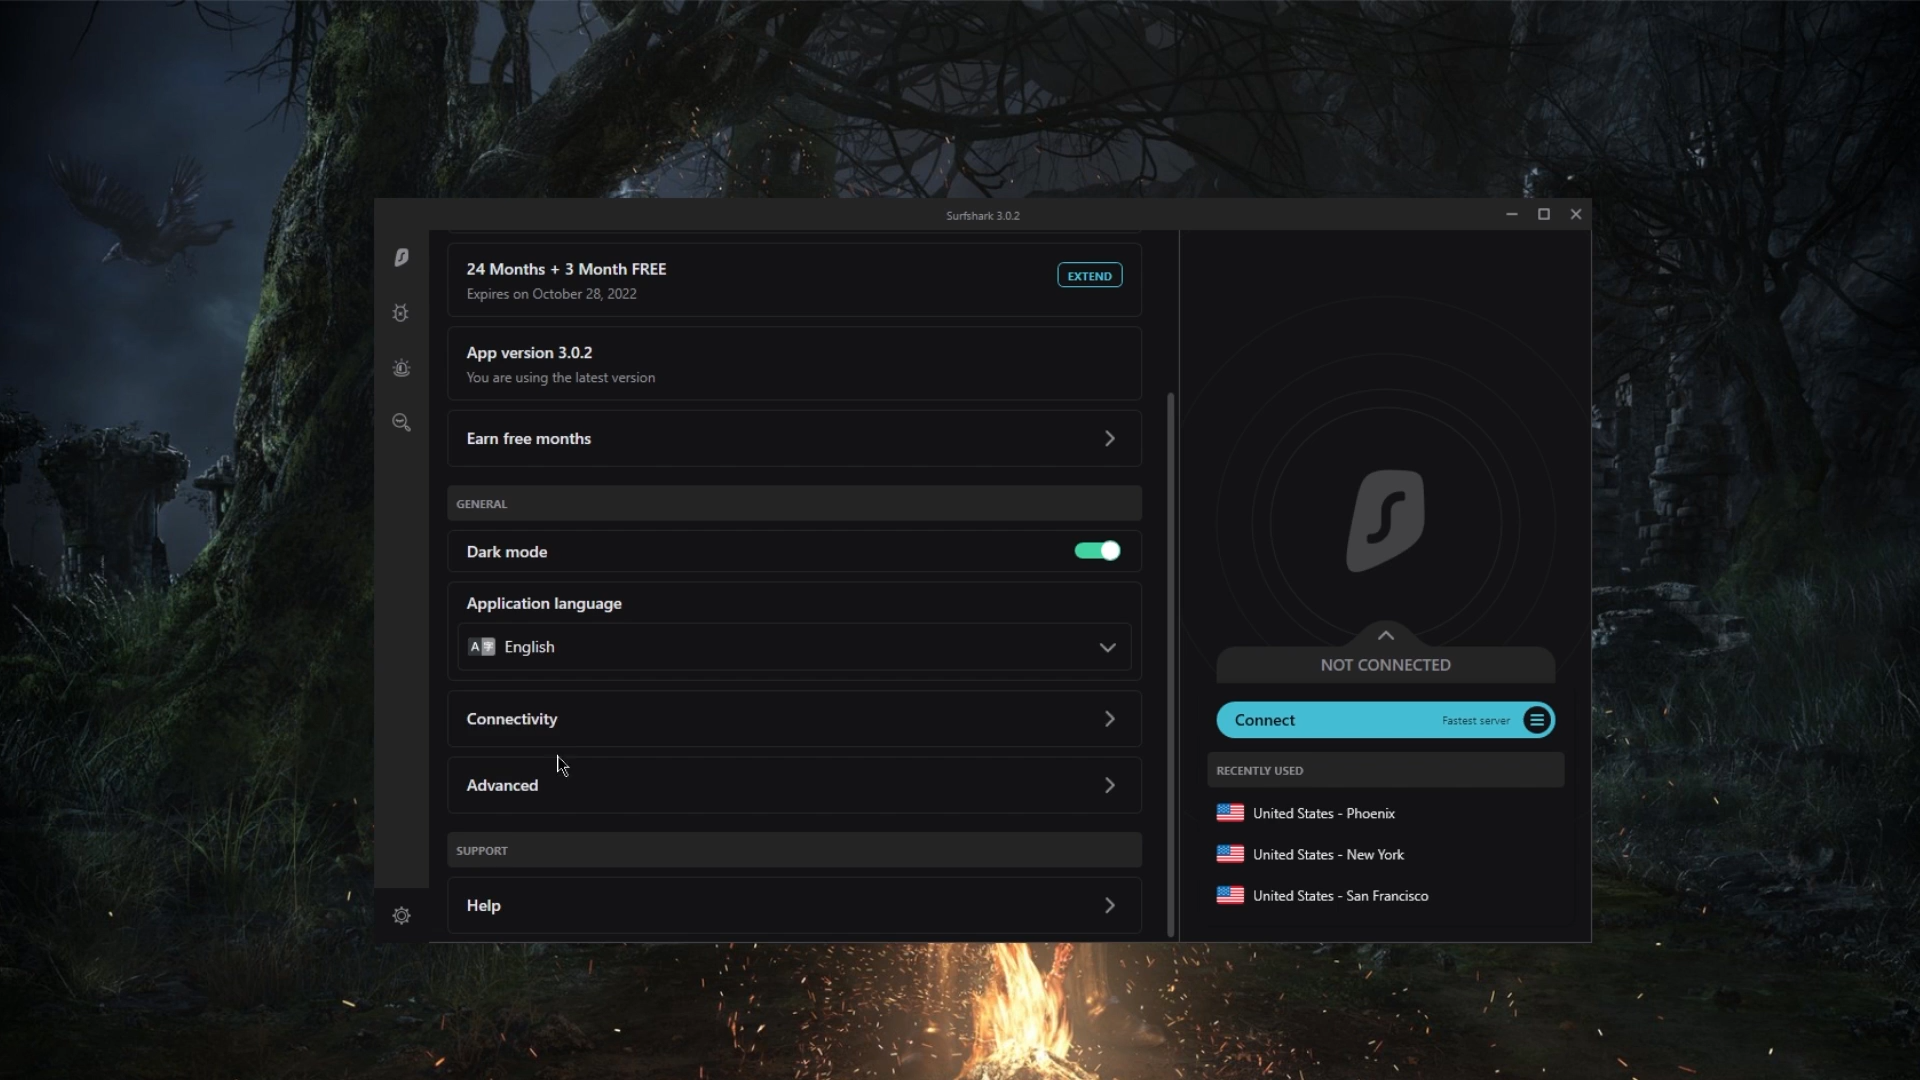 Surfshark 3.0.2
24 Months + 3 Month FREE
EXTEND
Expires on October 28, 2022
App version 3.0.2
You are using the latest version
Earn free months
GENERAL
Dark mode
Application language
English
Connectivity
Advanced
SUPPORT
Help
NOT CONNECTED
Connect Fastest server
RECENTLY USED
United States - Phoenix
United States - New York
United States - San Francisco